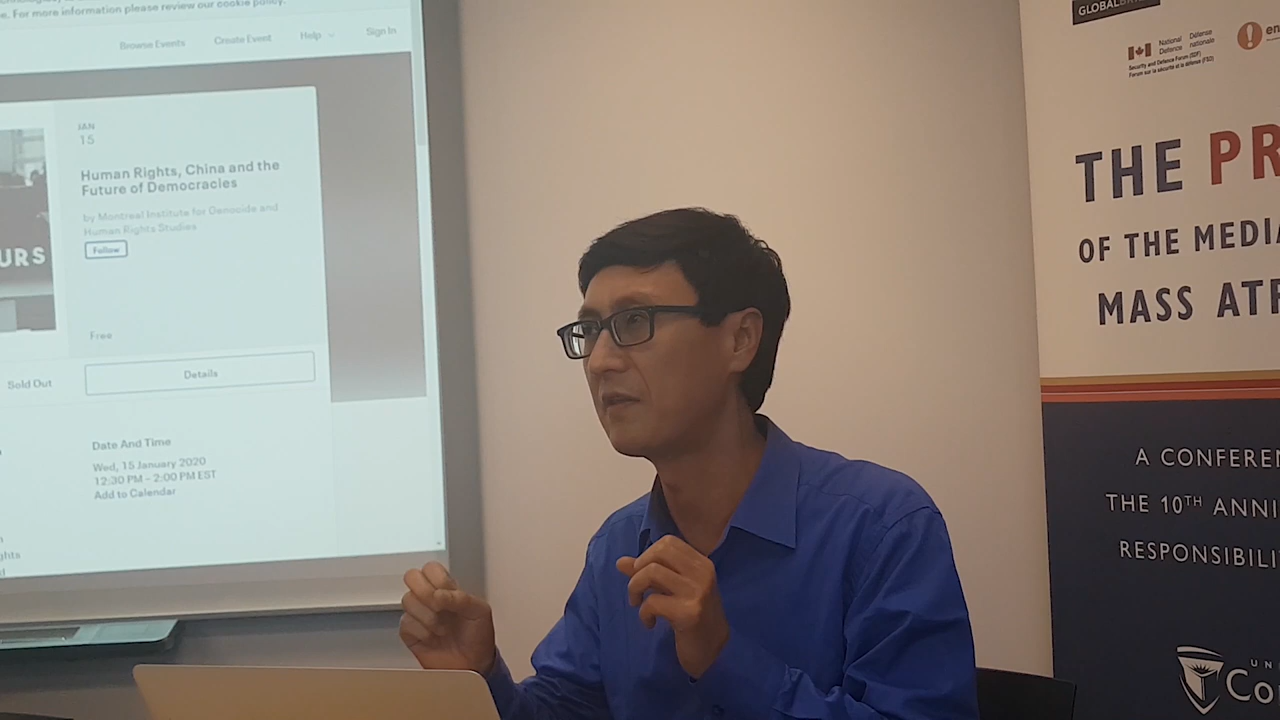 e. For more information please review our cookie policy.
Browse Events Create Event Help Sign In
JAN
15
Human Rights, China and the
Future of Democracies
by Montreal Institute for Genocide and
Human Rights Studies
Follow
URS
Free
Sold Out
Details
Date And Time
Wed, 15 January 2020
12:30 PM – 2:00 PM EST
Add to Calendar
GLOBAL
National Défense
Defence nationale
Security and Defence Forum (SDF)
Forum sur la sécurité et la défense (FSD)
en
THE PR
OF THE MEDIA
MASS ATR
A CONFEREN
THE 10TH ANNI
RESPONSIBILI
UN
Co